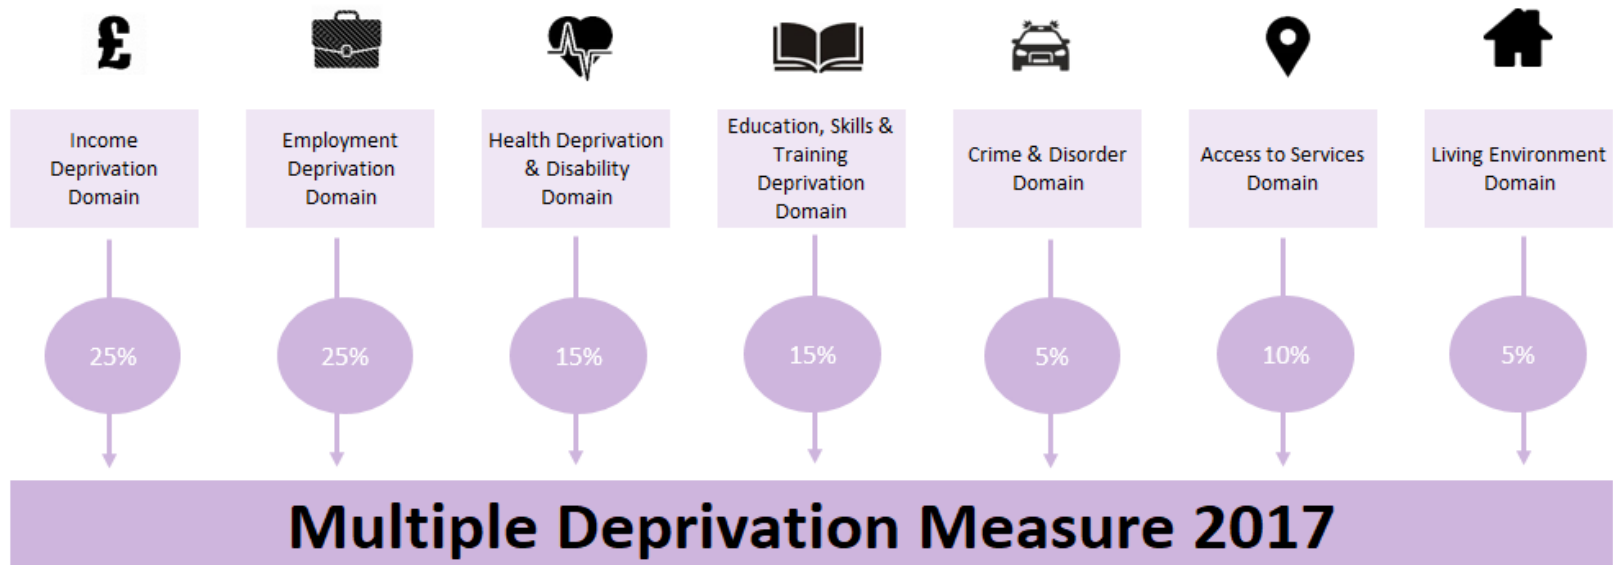 £
Income
Deprivation
Domain
Employment
Deprivation
Domain
Health Deprivation
& Disability
Domain
Education, Skills &
Training
Deprivation
Domain
Crime & Disorder
Domain
Access to Services
Domain
Living Environment
Domain
25%
25%
15%
15%
5%
10%
5%
Multiple Deprivation Measure 2017